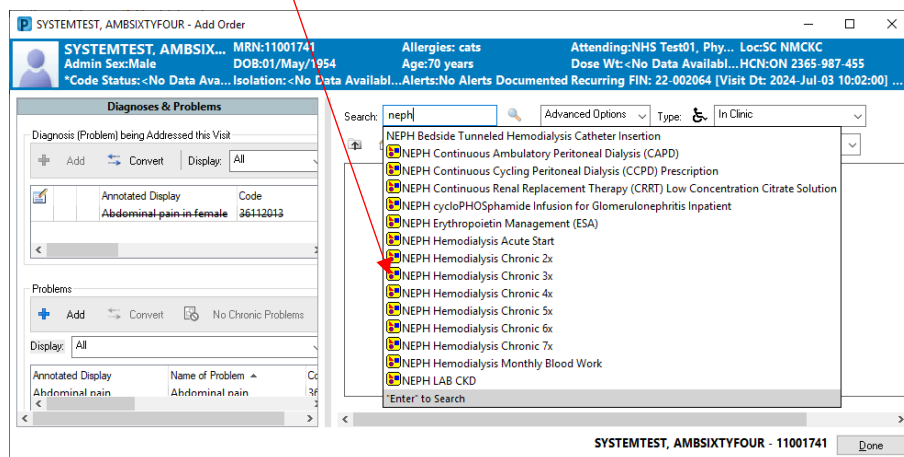 SYSTEMTEST, AMBSIXTYFOUR - Add Order
SYSTEMTEST, AMBSIX... MRN:11001741 Allergies: cats Attending:NHS Test01, Phy... Loc:SC NMCKC
Admin Sex:Male DOB:01/May/1954 Age:70 years Dose Wt:<No Data Availabl... HCN:ON 2365-987-455
*Code Status:<No Data Ava... Isolation:<No Data Availabl... Alerts:No Alerts Documented Recurring FIN: 22-002064 [Visit Dt: 2024-Jul-03 10:02:00] ...
Diagnoses & Problems
Diagnosis (Problem) being Addressed this Visit
Add Convert Display: All
Annotated Display Code
Abdominal pain in female 36112013
Problems
Add Convert No Chronic Problems
Display: All
Annotated Display Name of Problem Co
Abdominal pain Abdominal pain 36
Search: neph Advanced Options Type: In Clinic
NEPH Bedside Tunneled Hemodialysis Catheter Insertion
NEPH Continuous Ambulatory Peritoneal Dialysis (CAPD)
NEPH Continuous Cycling Peritoneal Dialysis (CCPD) Prescription
NEPH Continuous Renal Replacement Therapy (CRRT) Low Concentration Citrate Solution
NEPH cycloPHOSphamide Infusion for Glomerulonephritis Inpatient
NEPH Erythropoietin Management (ESA)
NEPH Hemodialysis Acute Start
NEPH Hemodialysis Chronic 2x
NEPH Hemodialysis Chronic 3x
NEPH Hemodialysis Chronic 4x
NEPH Hemodialysis Chronic 5x
NEPH Hemodialysis Chronic 6x
NEPH Hemodialysis Chronic 7x
NEPH Hemodialysis Monthly Blood Work
NEPH LAB CKD
"Enter" to Search
SYSTEMTEST, AMBSIXTYFOUR - 11001741 Done